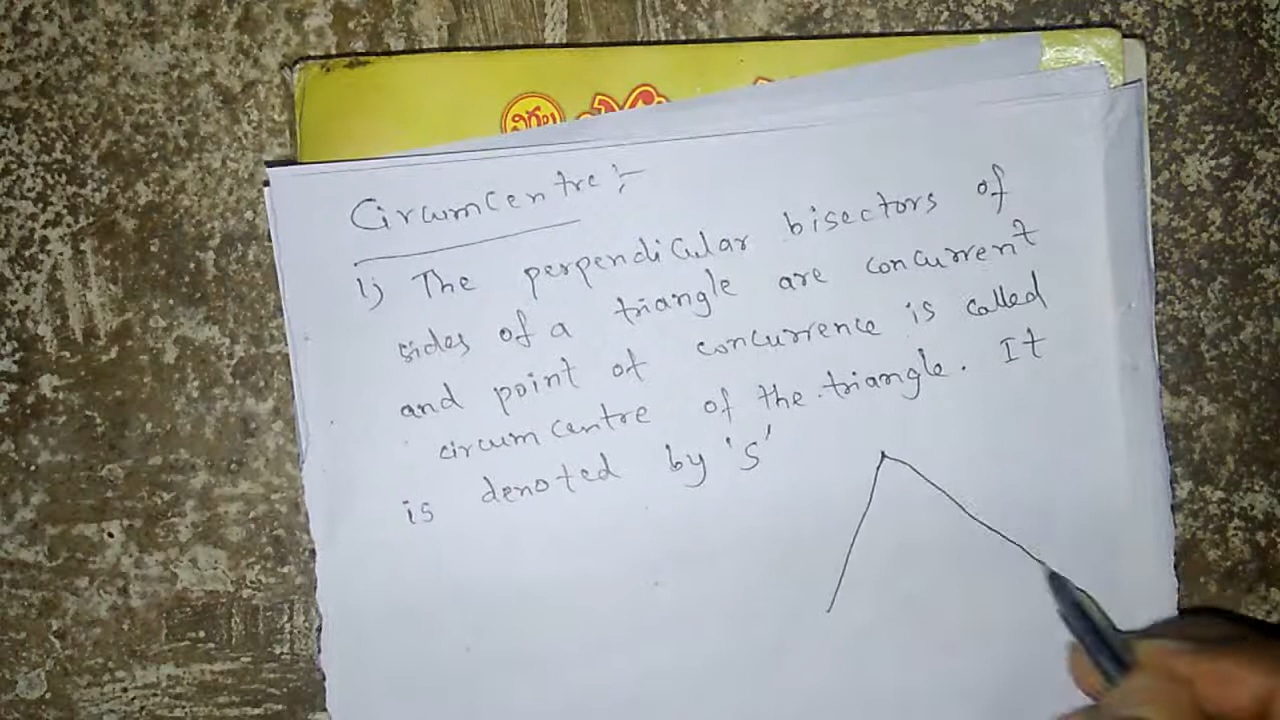 Circumcentre :-
1) The perpendicular bisectors of
sides of a triangle are concurrent
and point of concurrence is called
circumcentre of the triangle. It
is denoted by 's'